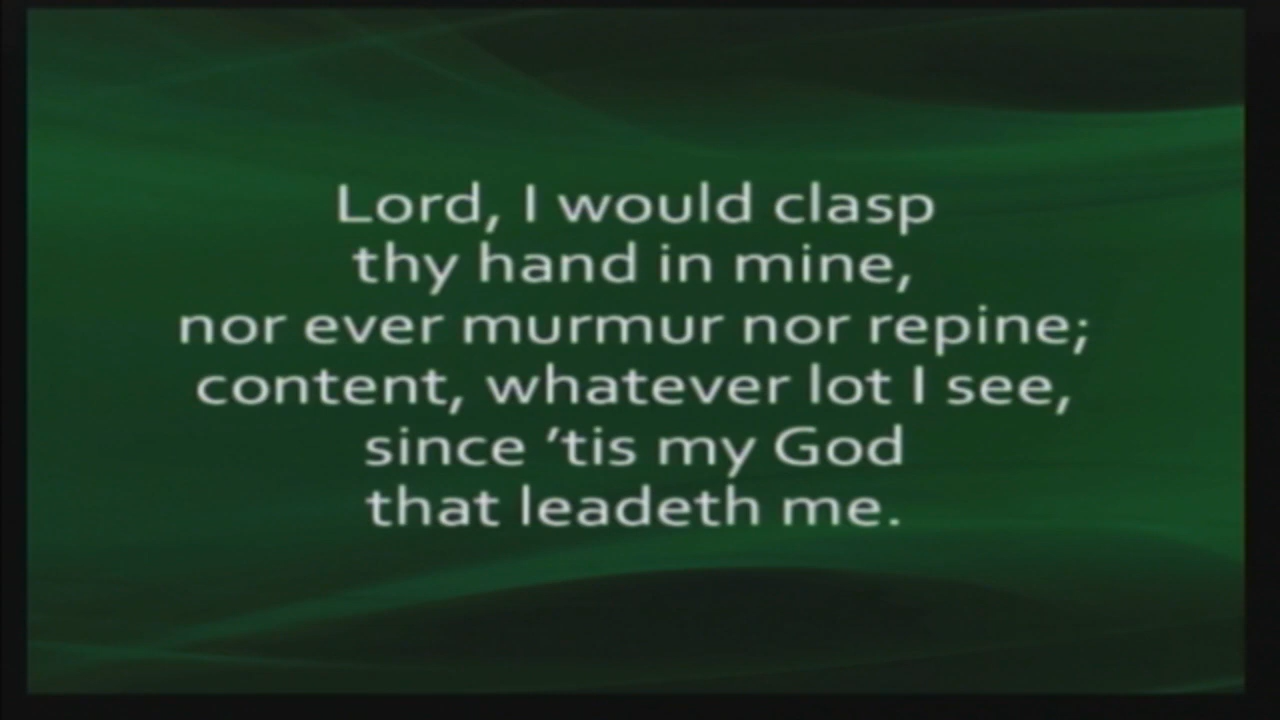 Lord, I would clasp
thy hand in mine,
nor ever murmur nor repine;
content, whatever lot I see,
since ’tis my God
that leadeth me.